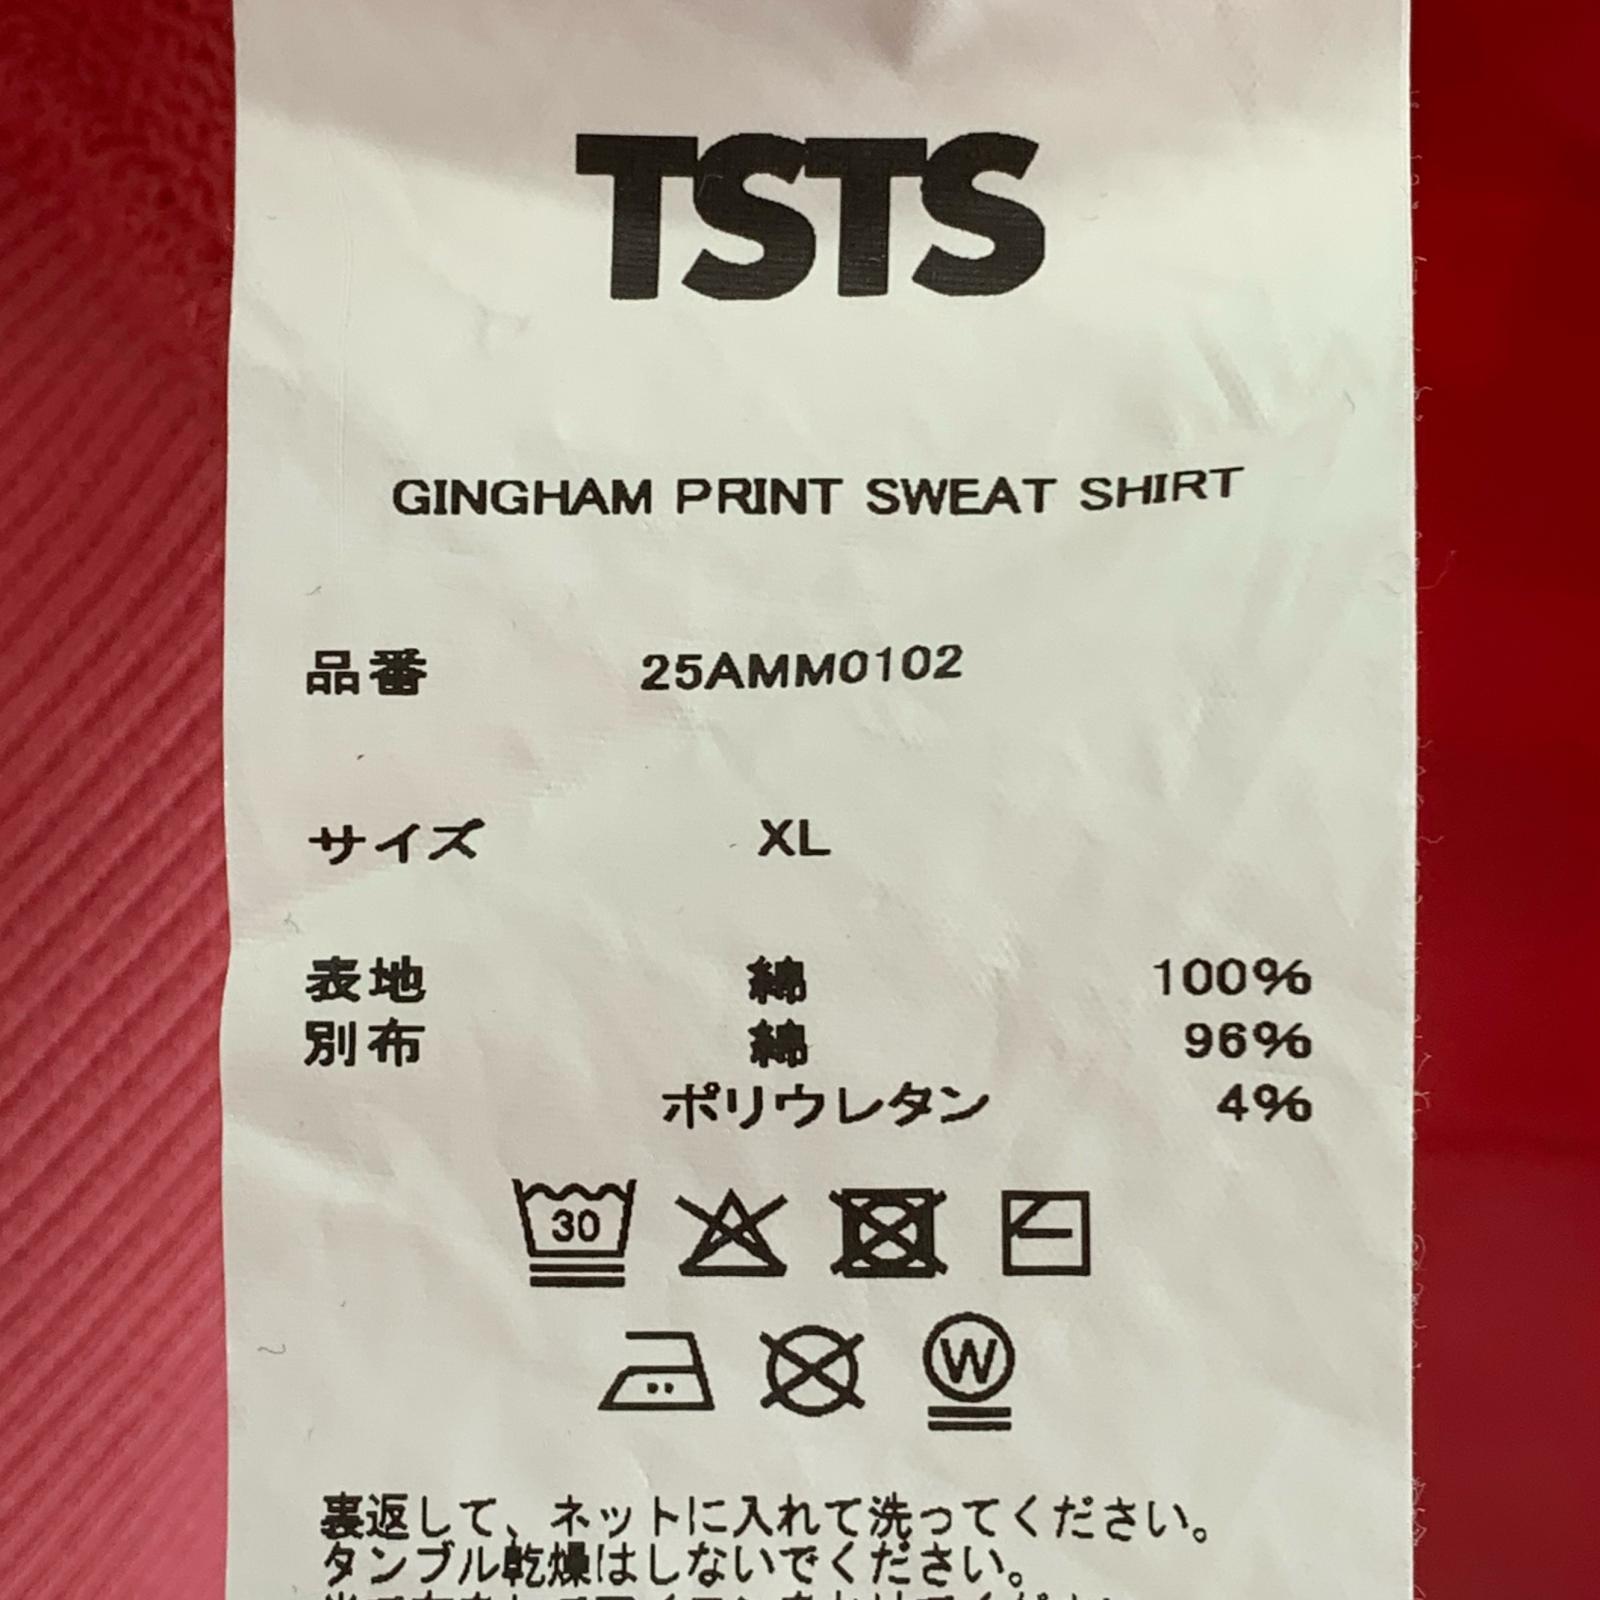 TSTS
GINGHAM PRINT SWEAT SHIRT
品番 25AMM0102
サイズ XL
表地 綿 100%
別布 綿 96%
ポリウレタン 4%
30
W
裏返して、ネットに入れて洗ってください。
タンブル乾燥はしないでください。